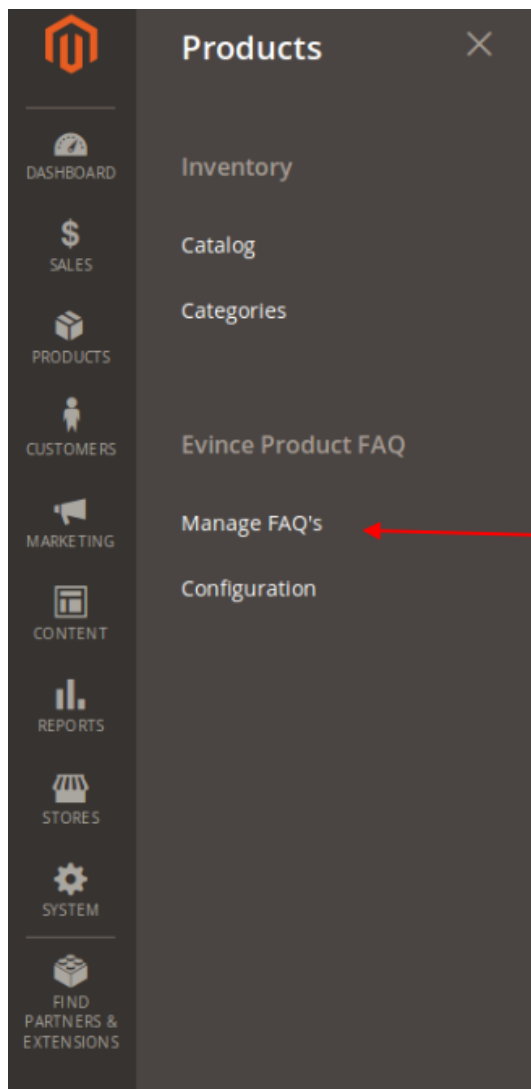 Products
DASHBOARD
SALES
PRODUCTS
CUSTOMERS
MARKETING
CONTENT
REPORTS
STORES
SYSTEM
FIND
PARTNERS &
EXTENSIONS
Inventory
Catalog
Categories
Evince Product FAQ
Manage FAQ's
Configuration